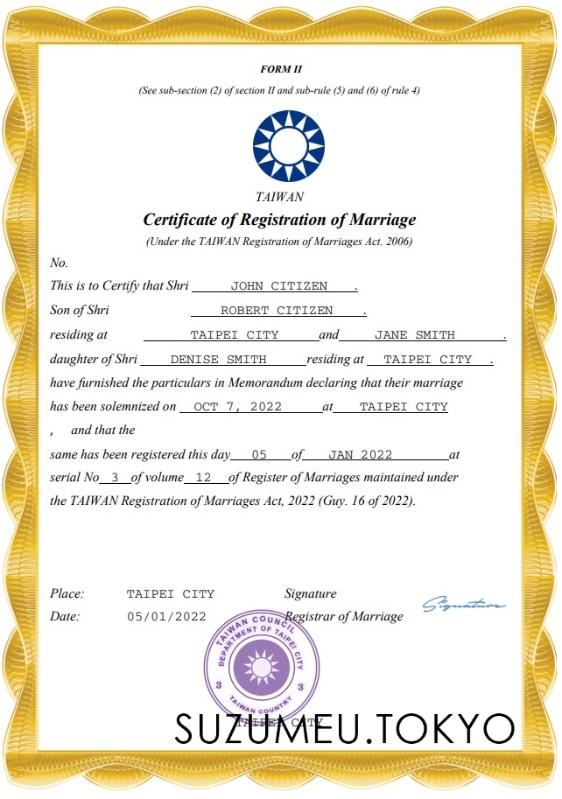 FORM II
(See sub-section (2) of section II and sub-rule (5) and (6) of rule 4)
TAIWAN
Certificate of Registration of Marriage
(Under the TAIWAN Registration of Marriages Act. 2006)
No.
This is to Certify that Shri JOHN CITIZEN .
Son of Shri ROBERT CITIZEN .
residing at TAIPEI CITY and JANE SMITH .
daughter of Shri DENISE SMITH residing at TAIPEI CITY .
have furnished the particulars in Memorandum declaring that their marriage
has been solemnized on OCT 7, 2022 at TAIPEI CITY
, and that the
same has been registered this day 05 of JAN 2022 at
serial No 3 of volume 12 of Register of Marriages maintained under
the TAIWAN Registration of Marriages Act, 2022 (Guy. 16 of 2022).
Place: TAIPEI CITY Signature
Date: 05/01/2022 Registrar of Marriage Signature
TAIWAN COUNCIL
DEPARTMENT OF TAIPEI CITY
3 3
TAIWAN COUNTRY
TAIPEI CITY
SUZUMEU.TOKYO